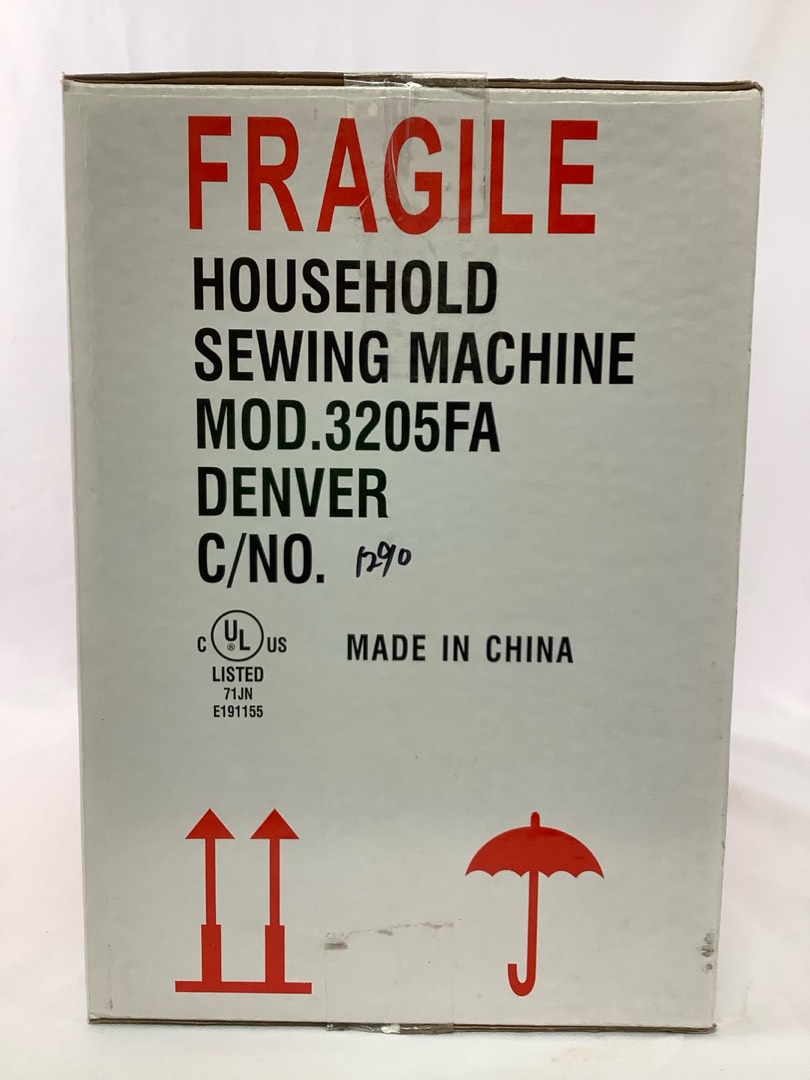 FRAGILE
HOUSEHOLD
SEWING MACHINE
MOD.3205FA
DENVER
C/NO. 1290
C UL ® US
LISTED
71JN
E191155
MADE IN CHINA